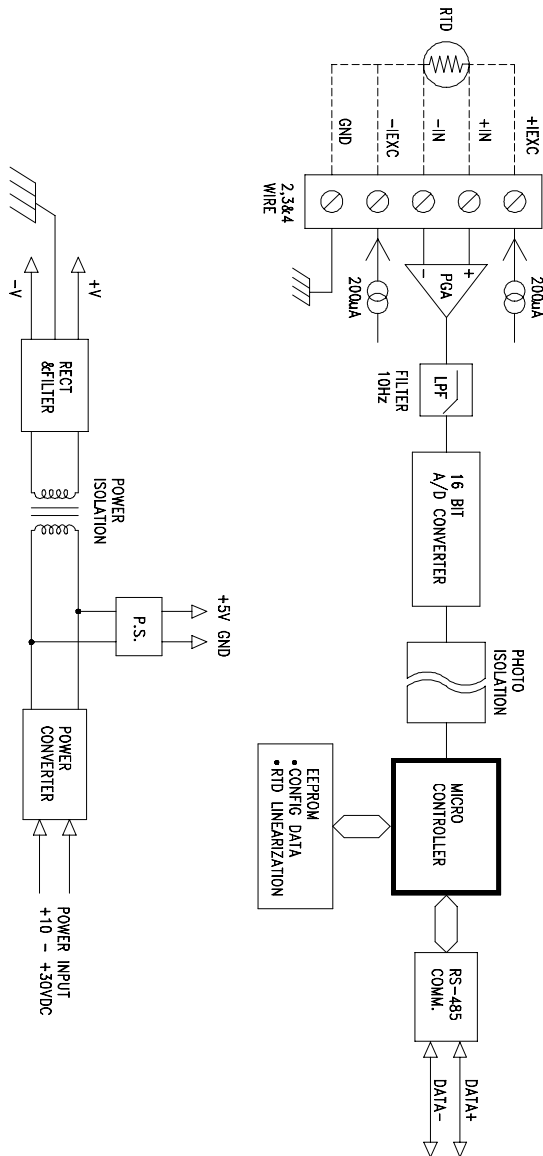 RTD
+IEXC
+IN
-IN
-IEXC
GND
2,3&4
WIRE
200uA
200uA
+
-
PGA
LPF
FILTER
10Hz
16 BIT
A/D CONVERTER
PHOTO
ISOLATION
MICRO
CONTROLLER
EEPROM
• CONFIG DATA
• RTD LINEARIZATION
RS-485
COMM.
DATA+
DATA-
+V
-V
RECT
&FILTER
POWER
ISOLATION
+5V GND
P.S.
POWER
CONVERTER
POWER INPUT
+10 - +30VDC